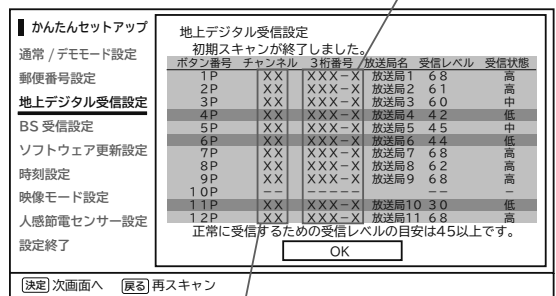 かんたんセットアップ
通常 / デモモード設定
郵便番号設定
地上デジタル受信設定
BS 受信設定
ソフトウェア更新設定
時刻設定
映像モード設定
人感節電センサー設定
設定終了
地上デジタル受信設定
初期スキャンが終了しました。
ボタン番号 チャンネル 3桁番号 放送局名 受信レベル 受信状態
1P XX XXX-X 放送局1 68 高
2P XX XXX-X 放送局2 61 高
3P XX XXX-X 放送局3 60 中
4P XX XXX-X 放送局4 42 低
5P XX XXX-X 放送局5 45 中
6P XX XXX-X 放送局6 44 低
7P XX XXX-X 放送局7 68 高
8P XX XXX-X 放送局8 62 高
9P XX XXX-X 放送局9 68 高
10P -- ----- -- -
11P XX XXX-X 放送局10 30 低
12P XX XXX-X 放送局11 68 高
正常に受信するための受信レベルの目安は45以上です。
OK
決定 次画面へ 戻る 再スキャン